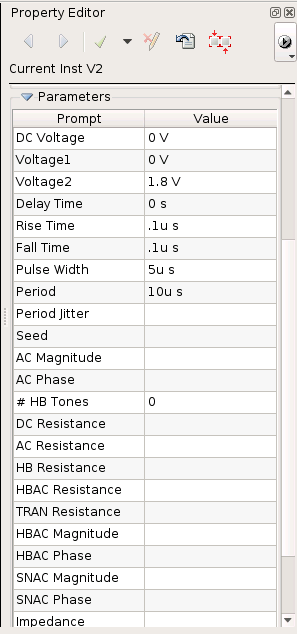 Property Editor
Current Inst V2
Parameters
Prompt Value
DC Voltage 0 V
Voltage1 0 V
Voltage2 1.8 V
Delay Time 0 s
Rise Time .1u s
Fall Time .1u s
Pulse Width 5u s
Period 10u s
Period Jitter
Seed
AC Magnitude
AC Phase
# HB Tones 0
DC Resistance
AC Resistance
HB Resistance
HBAC Resistance
TRAN Resistance
HBAC Magnitude
HBAC Phase
SNAC Magnitude
SNAC Phase
Impedance